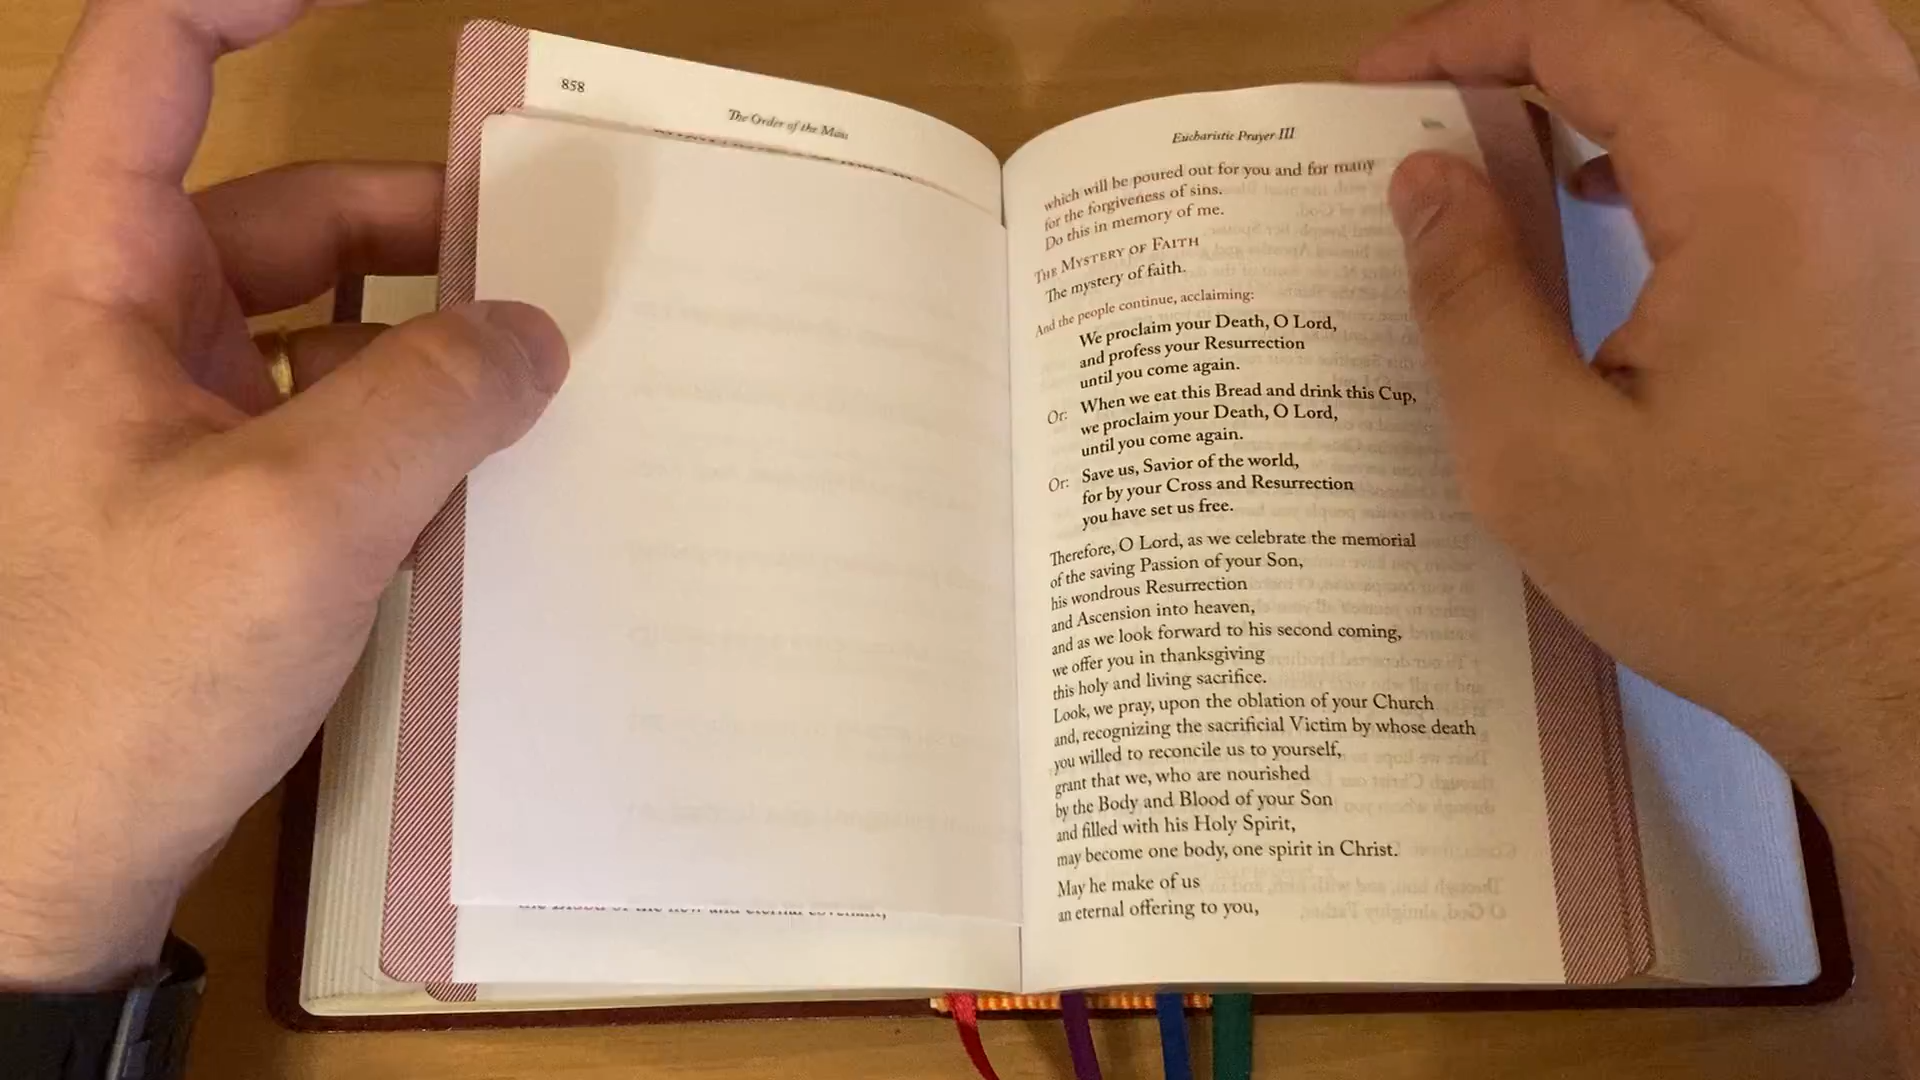 858
The Order of the Mass
the Blood of the new and eternal covenant,
Eucharistic Prayer III
which will be poured out for you and for many
for the forgiveness of sins.
Do this in memory of me.
The Mystery of Faith
The mystery of faith.
And the people continue, acclaiming:
We proclaim your Death, O Lord,
and profess your Resurrection
until you come again.
Or: When we eat this Bread and drink this Cup,
we proclaim your Death, O Lord,
until you come again.
Or: Save us, Savior of the world,
for by your Cross and Resurrection
you have set us free.
Therefore, O Lord, as we celebrate the memorial
of the saving Passion of your Son,
his wondrous Resurrection
and Ascension into heaven,
and as we look forward to his second coming,
we offer you in thanksgiving
this holy and living sacrifice.
Look, we pray, upon the oblation of your Church
and, recognizing the sacrificial Victim by whose death
you willed to reconcile us to yourself,
grant that we, who are nourished
by the Body and Blood of your Son
and filled with his Holy Spirit,
may become one body, one spirit in Christ.
May he make of us
an eternal offering to you,